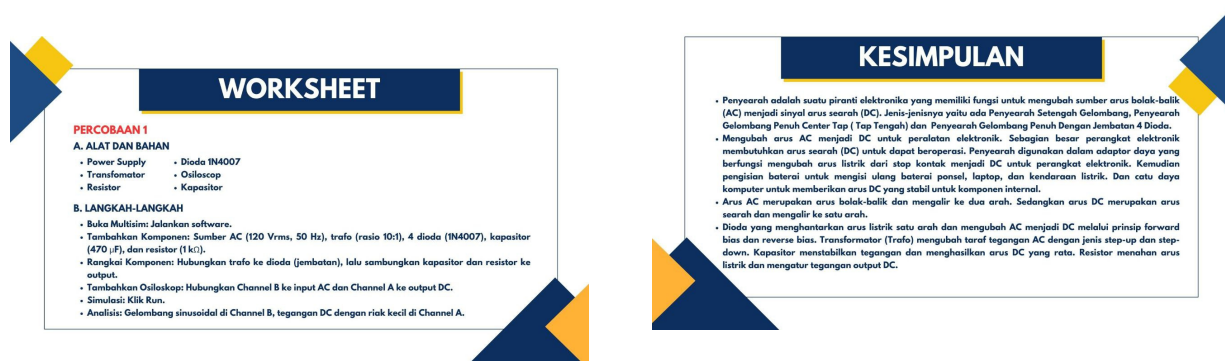 WORKSHEET
PERCOBAAN 1
A. ALAT DAN BAHAN
• Power Supply
• Transfomator
• Resistor
• Dioda 1N4007
• Osiloscop
• Kapasitor
B. LANGKAH-LANGKAH
• Buka Multisim: Jalankan software.
• Tambahkan Komponen: Sumber AC (120 Vrms, 50 Hz), trafo (rasio 10:1), 4 dioda (1N4007), kapasitor
(470 μF), dan resistor (1 kΩ).
• Rangkai Komponen: Hubungkan trafo ke dioda (jembatan), lalu sambungkan kapasitor dan resistor ke
output.
• Tambahkan Osiloskop: Hubungkan Channel B ke input AC dan Channel A ke output DC.
• Simulasi: Klik Run.
• Analisis: Gelombang sinusoidal di Channel B, tegangan DC dengan riak kecil di Channel A.
KESIMPULAN
• Penyearah adalah suatu piranti elektronika yang memiliki fungsi untuk mengubah sumber arus bolak-balik
(AC) menjadi sinyal arus searah (DC). Jenis-jenisnya yaitu ada Penyearah Setengah Gelombang, Penyearah
Gelombang Penuh Center Tap ( Tap Tengah) dan Penyearah Gelombang Penuh Dengan Jembatan 4 Dioda.
• Mengubah arus AC menjadi DC untuk peralatan elektronik. Sebagian besar perangkat elektronik
membutuhkan arus searah (DC) untuk dapat beroperasi. Penyearah digunakan dalam adaptor daya yang
berfungsi mengubah arus listrik dari stop kontak menjadi DC untuk perangkat elektronik. Kemudian
pengisian baterai untuk mengisi ulang baterai ponsel, laptop, dan kendaraan listrik. Dan catu daya
komputer untuk memberikan arus DC yang stabil untuk komponen internal.
• Arus AC merupakan arus bolak-balik dan mengalir ke dua arah. Sedangkan arus DC merupakan arus
searah dan mengalir ke satu arah.
• Dioda yang menghantarkan arus listrik satu arah dan mengubah AC menjadi DC melalui prinsip forward
bias dan reverse bias. Transformator (Trafo) mengubah taraf tegangan AC dengan jenis step-up dan step-
down. Kapasitor menstabilkan tegangan dan menghasilkan arus DC yang rata. Resistor menahan arus
listrik dan mengatur tegangan output DC.